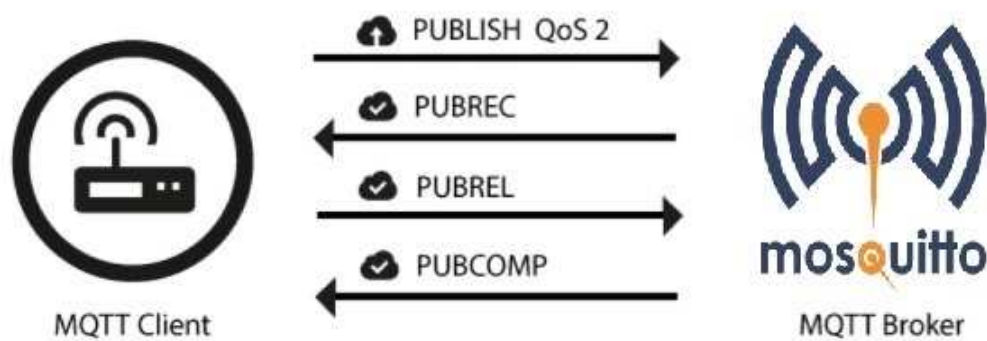 PUBLISH QoS 2
PUBREC
PUBREL
PUBCOMP
mosquitto
MQTT Client
MQTT Broker